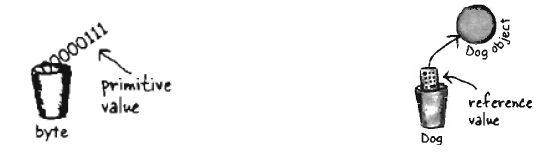 00000111
primitive
value
byte
Dog object
reference
value
Dog